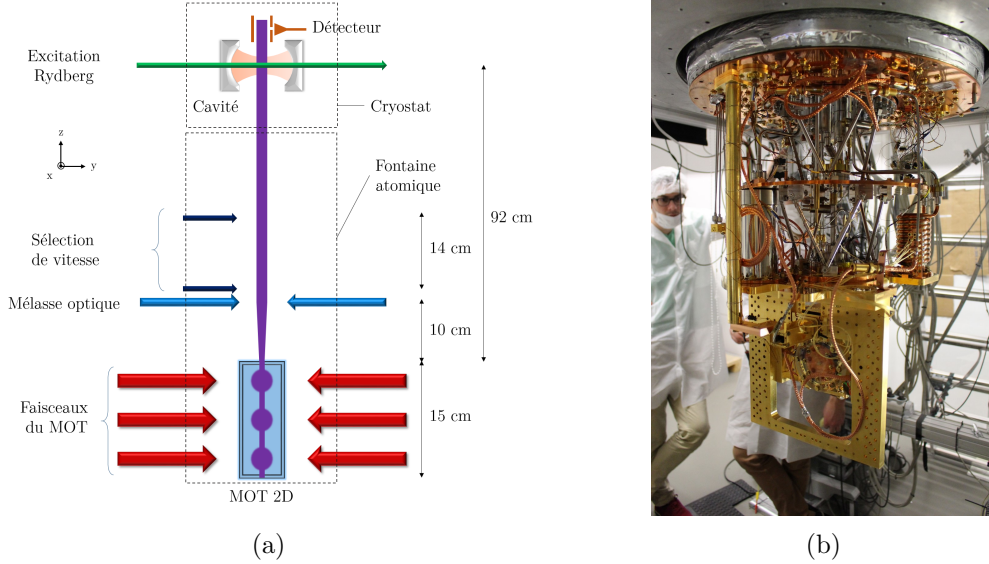 Détecteur
Excitation
Rydberg
Cavité
Cryostat
z
y
x
Fontaine
atomique
92 cm
Sélection
de vitesse
14 cm
Mélasse optique
10 cm
Faisceaux
du MOT
15 cm
MOT 2D
(a)
(b)